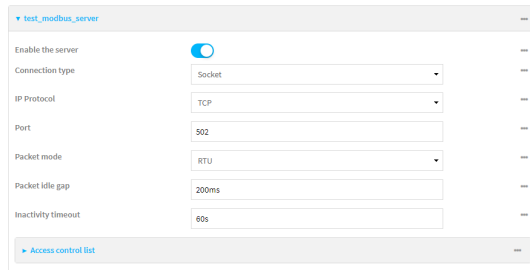 test_modbus_server
Enable the server
Connection type Socket
IP Protocol TCP
Port 502
Packet mode RTU
Packet idle gap 200ms
Inactivity timeout 60s
Access control list